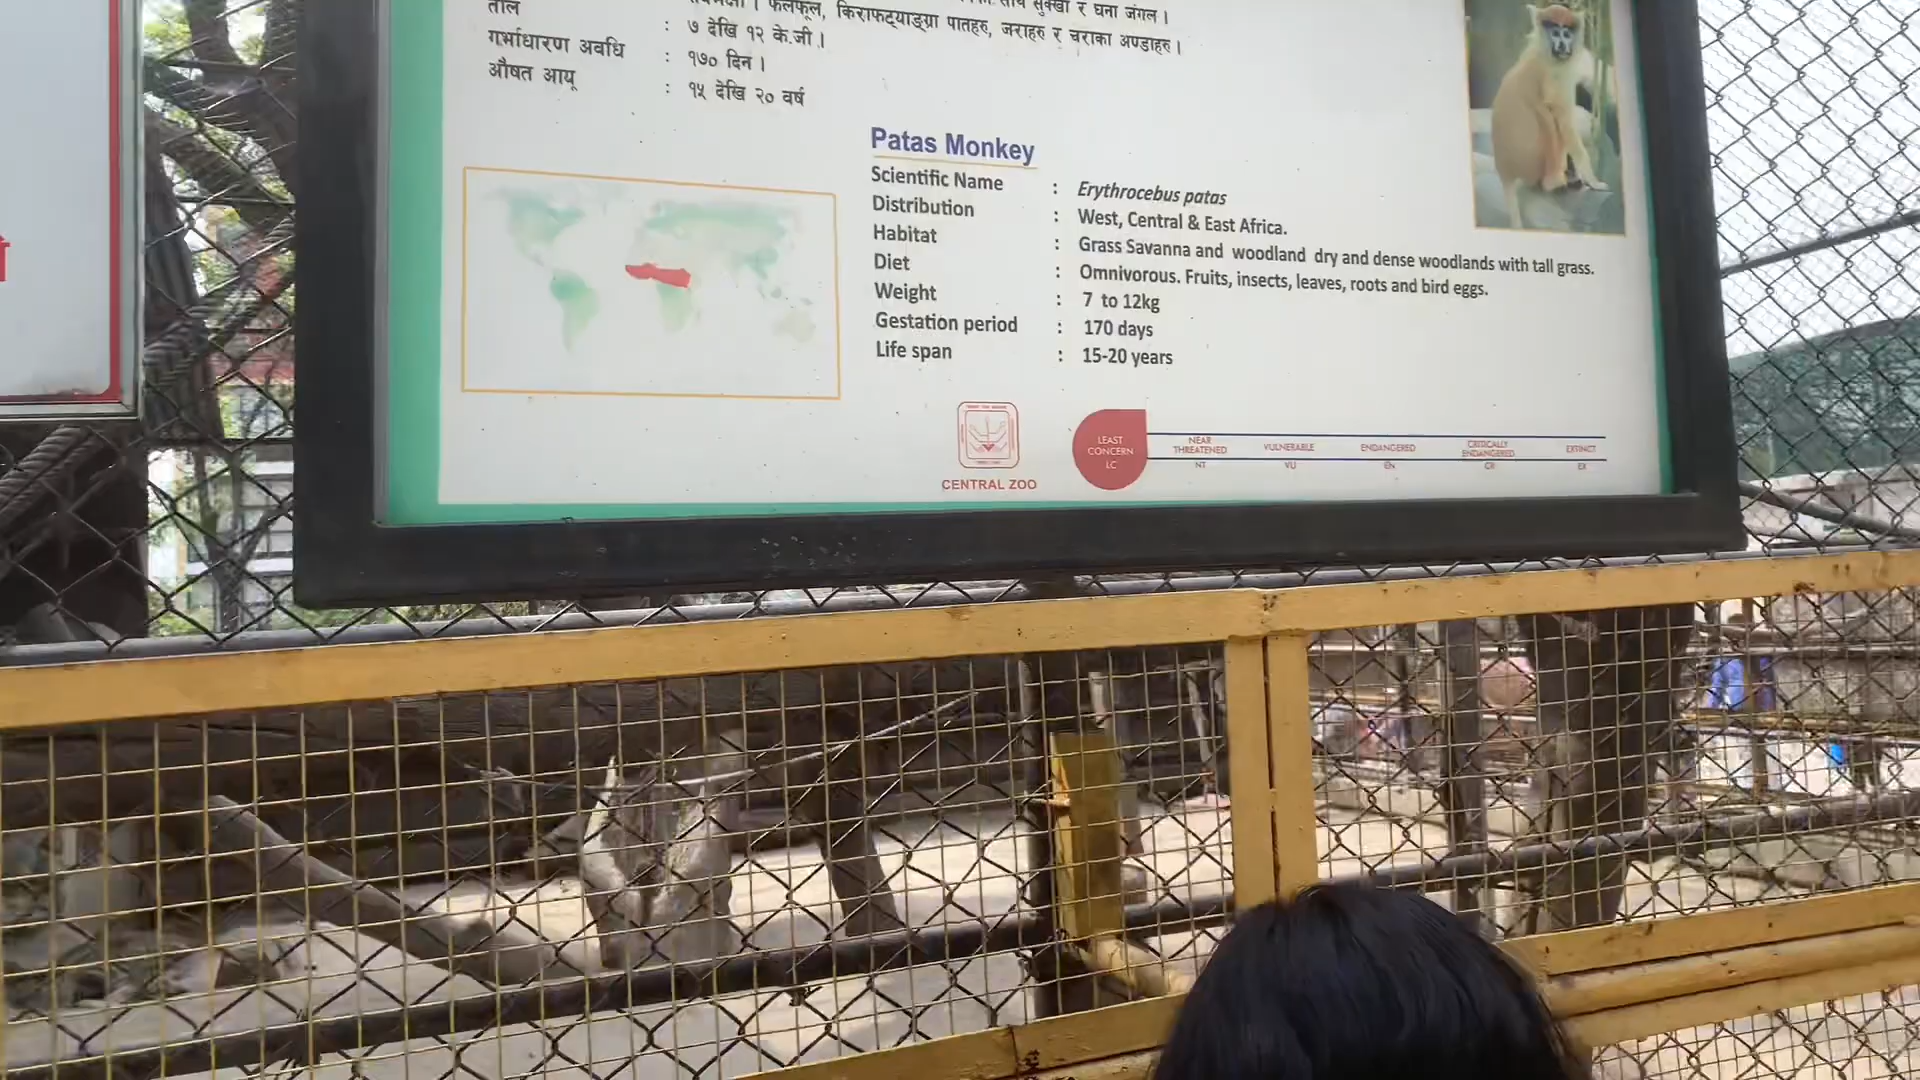 सुक्खा र घना जंगल ।
फलफूल, किराफट्याङ्ग्रा पातहरु, जराहरु र चराका अण्डाहरु ।
तौल : ७ देखि १२ के.जी ।
गर्भाधारण अवधि : १७० दिन ।
औषत आयू : १५ देखि २० वर्ष
Patas Monkey
Scientific Name : Erythrocebus patas
Distribution : West, Central & East Africa.
Habitat : Grass Savanna and woodland dry and dense woodlands with tall grass.
Diet : Omnivorous. Fruits, insects, leaves, roots and bird eggs.
Weight : 7 to 12kg
Gestation period : 170 days
Life span : 15-20 years
CENTRAL ZOO
LEAST CONCERN LC
NEAR THREATENED NT
VULNERABLE VU
ENDANGERED EN
CRITICALLY ENDANGERED CR
EXTINCT EX